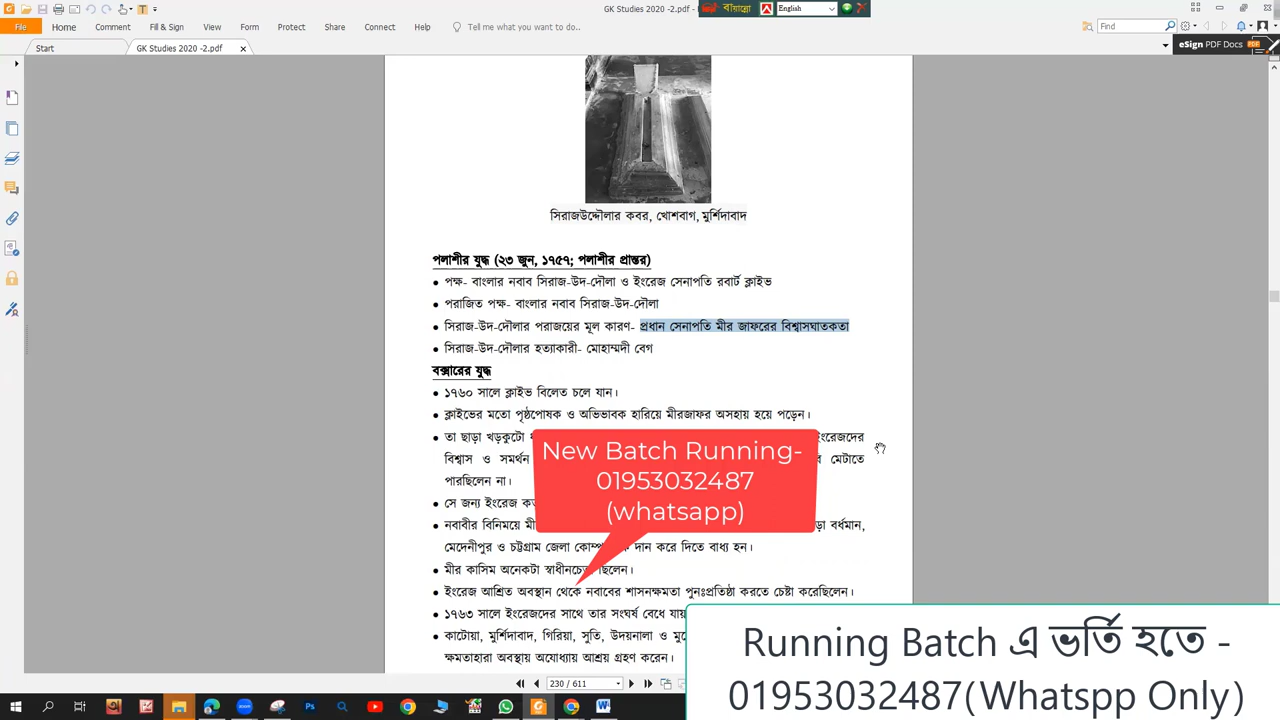 GK Studies 2020 -2.pdf -
বায়ান্নো
English
File
Home
Comment
Fill & Sign
Edit
Form
Protect
Share
Connect
Help
Tell me what you want to do..
Find
Start
GK Studies 2020 -2.pdf
eSign PDF Docs
সিরাজউদ্দৌলার কবর, খোশবাগ, মুর্শিদাবাদ
পলাশীর যুদ্ধ (২৩ জুন, ১৭৫৭; পলাশীর প্রান্তর)
• পক্ষ- বাংলার নবাব সিরাজ-উদ-দৌলা ও ইংরেজ সেনাপতি রবার্ট ক্লাইভ
• পরাজিত পক্ষ- বাংলার নবাব সিরাজ-উদ-দৌলা
• সিরাজ-উদ-দৌলার পরাজয়ের মূল কারণ- প্রধান সেনাপতি মীর জাফরের বিশ্বাসঘাতকতা
• সিরাজ-উদ-দৌলার হত্যাকারী- মোহাম্মদী বেগ
বক্সারের যুদ্ধ
• ১৭৬০ সালে ক্লাইভ বিলেত চলে যান।
• ক্লাইভের মতো পৃষ্ঠপোষক ও অভিভাবক হারিয়ে মীরজাফর অসহায় হয়ে পড়েন।
• তা ছাড়া খড়কুটো ইংরেজদের
বিশ্বাস ও সমর্থন মেটাতে
পারছিলেন না।
• সে জন্য ইংরেজ
• নবাবীর বিনিময়ে বর্ধমান,
মেদেনীপুর ও চট্টগ্রাম জেলা দান করে দিতে বাধ্য হন।
• মীর কাসিম অনেকটা
• ইংরেজ আশ্রিত অবস্থান থেকে নবাবের শাসনক্ষমতা পুনঃপ্রতিষ্ঠা করতে চেষ্টা করেছিলেন।
• ১৭৬৩ সালে ইংরেজদের সাথে তার সংঘর্ষ বেধে যায়
• কাটোয়া, মুর্শিদাবাদ, গিরিয়া, সুতি, উদয়নালা ও
ক্ষমতাহারা অবস্থায় অযোধ্যায় আশ্রয় গ্রহণ করেন।
New Batch Running-
01953032487
(whatsapp)
Running Batch এ ভর্তি হতে -
01953032487(Whatspp Only)
230 / 611